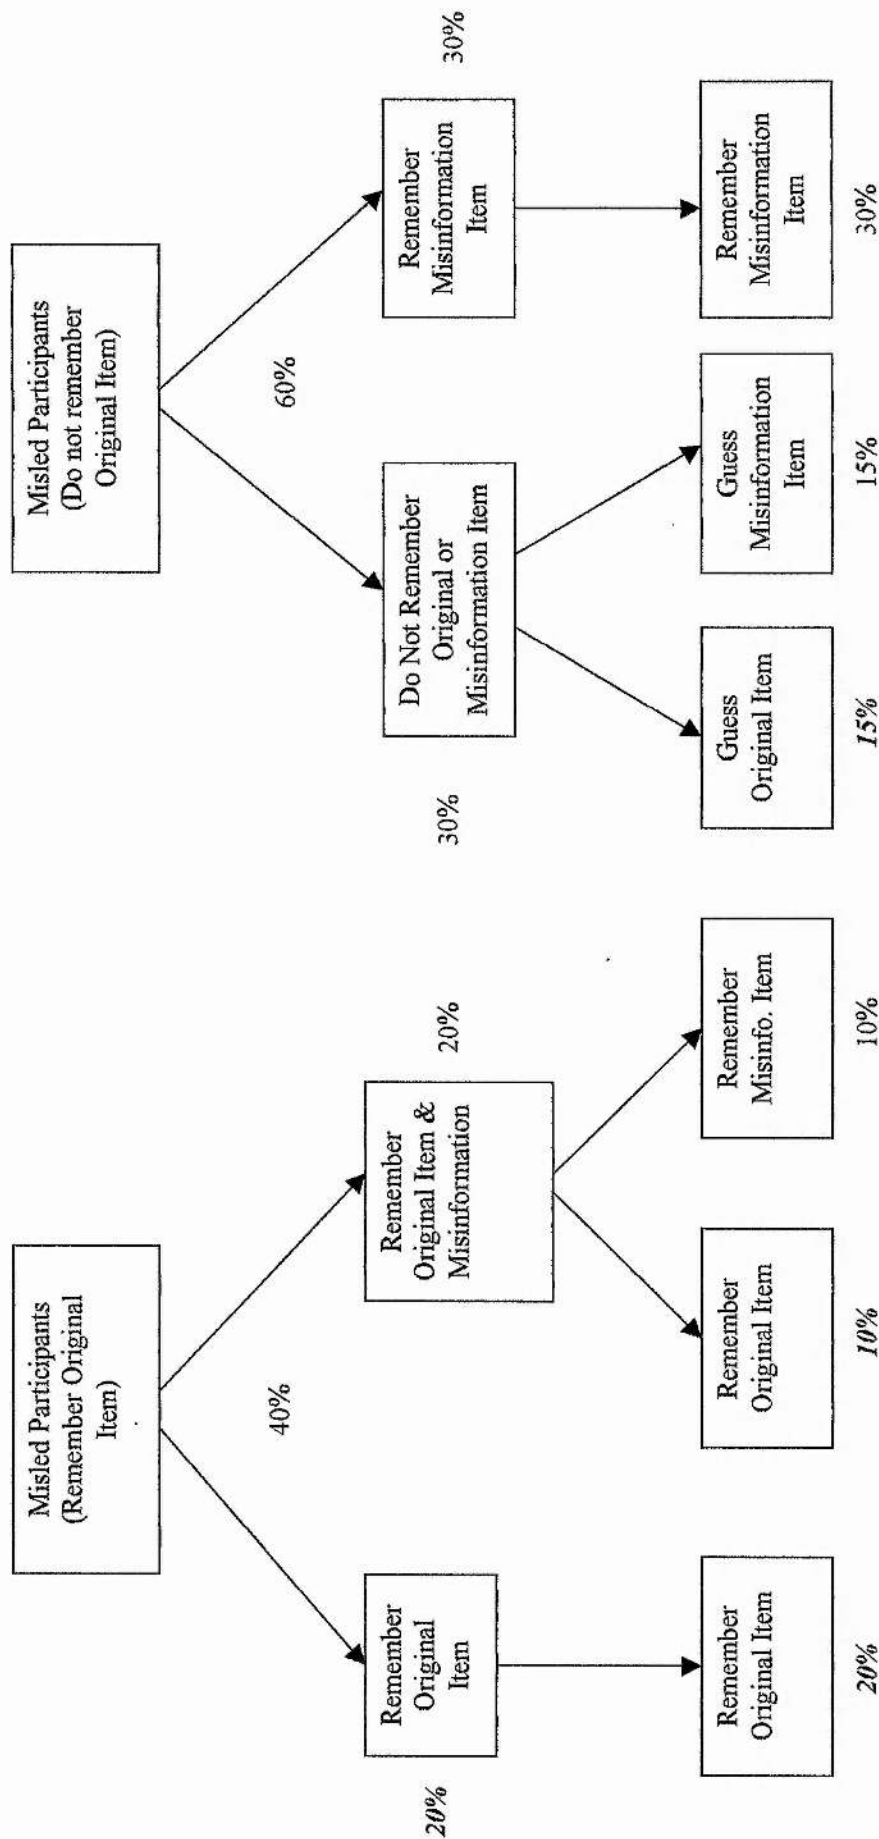 Misled Participants
(Remember Original
Item)
40%
20%
Remember
Original
Item
Remember
Original Item &
Misinformation
20%
Remember
Original Item
20%
Remember
Original Item
10%
Remember
Misinfo. Item
10%
Misled Participants
(Do not remember
Original Item)
60%
30%
Do Not Remember
Original or
Misinformation Item
Remember
Misinformation
Item
30%
Guess
Original Item
15%
Guess
Misinformation
Item
15%
Remember
Misinformation
Item
30%